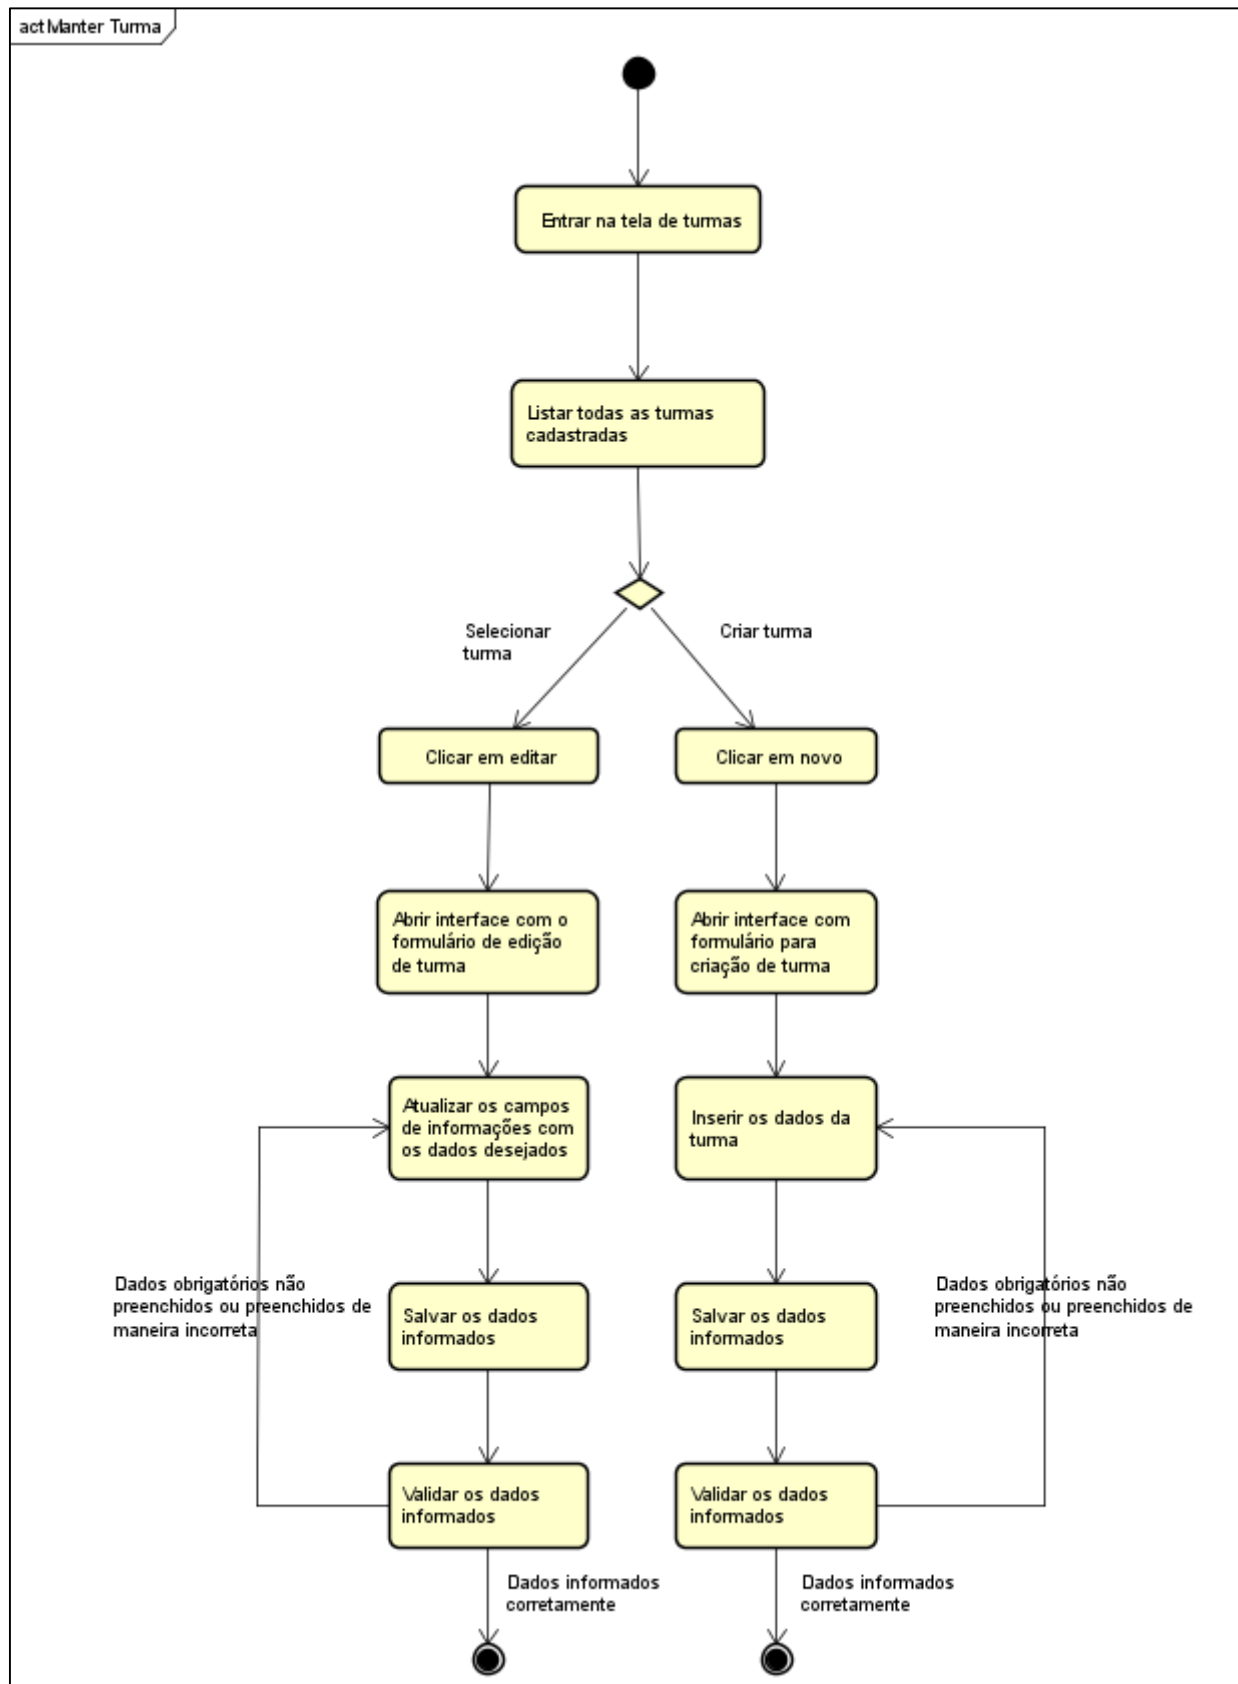 act Manter Turma
Entrar na tela de turmas
Listar todas as turmas
cadastradas
Selecionar
turma
Criar turma
Clicar em editar
Clicar em novo
Abrir interface com o
formulário de edição
de turma
Abrir interface com
formulário para
criação de turma
Atualizar os campos
de informações com
os dados desejados
Inserir os dados da
turma
Dados obrigatórios não
preenchidos ou preenchidos de
maneira incorreta
Salvar os dados
informados
Salvar os dados
informados
Dados obrigatórios não
preenchidos ou preenchidos de
maneira incorreta
Validar os dados
informados
Validar os dados
informados
Dados informados
corretamente
Dados informados
corretamente